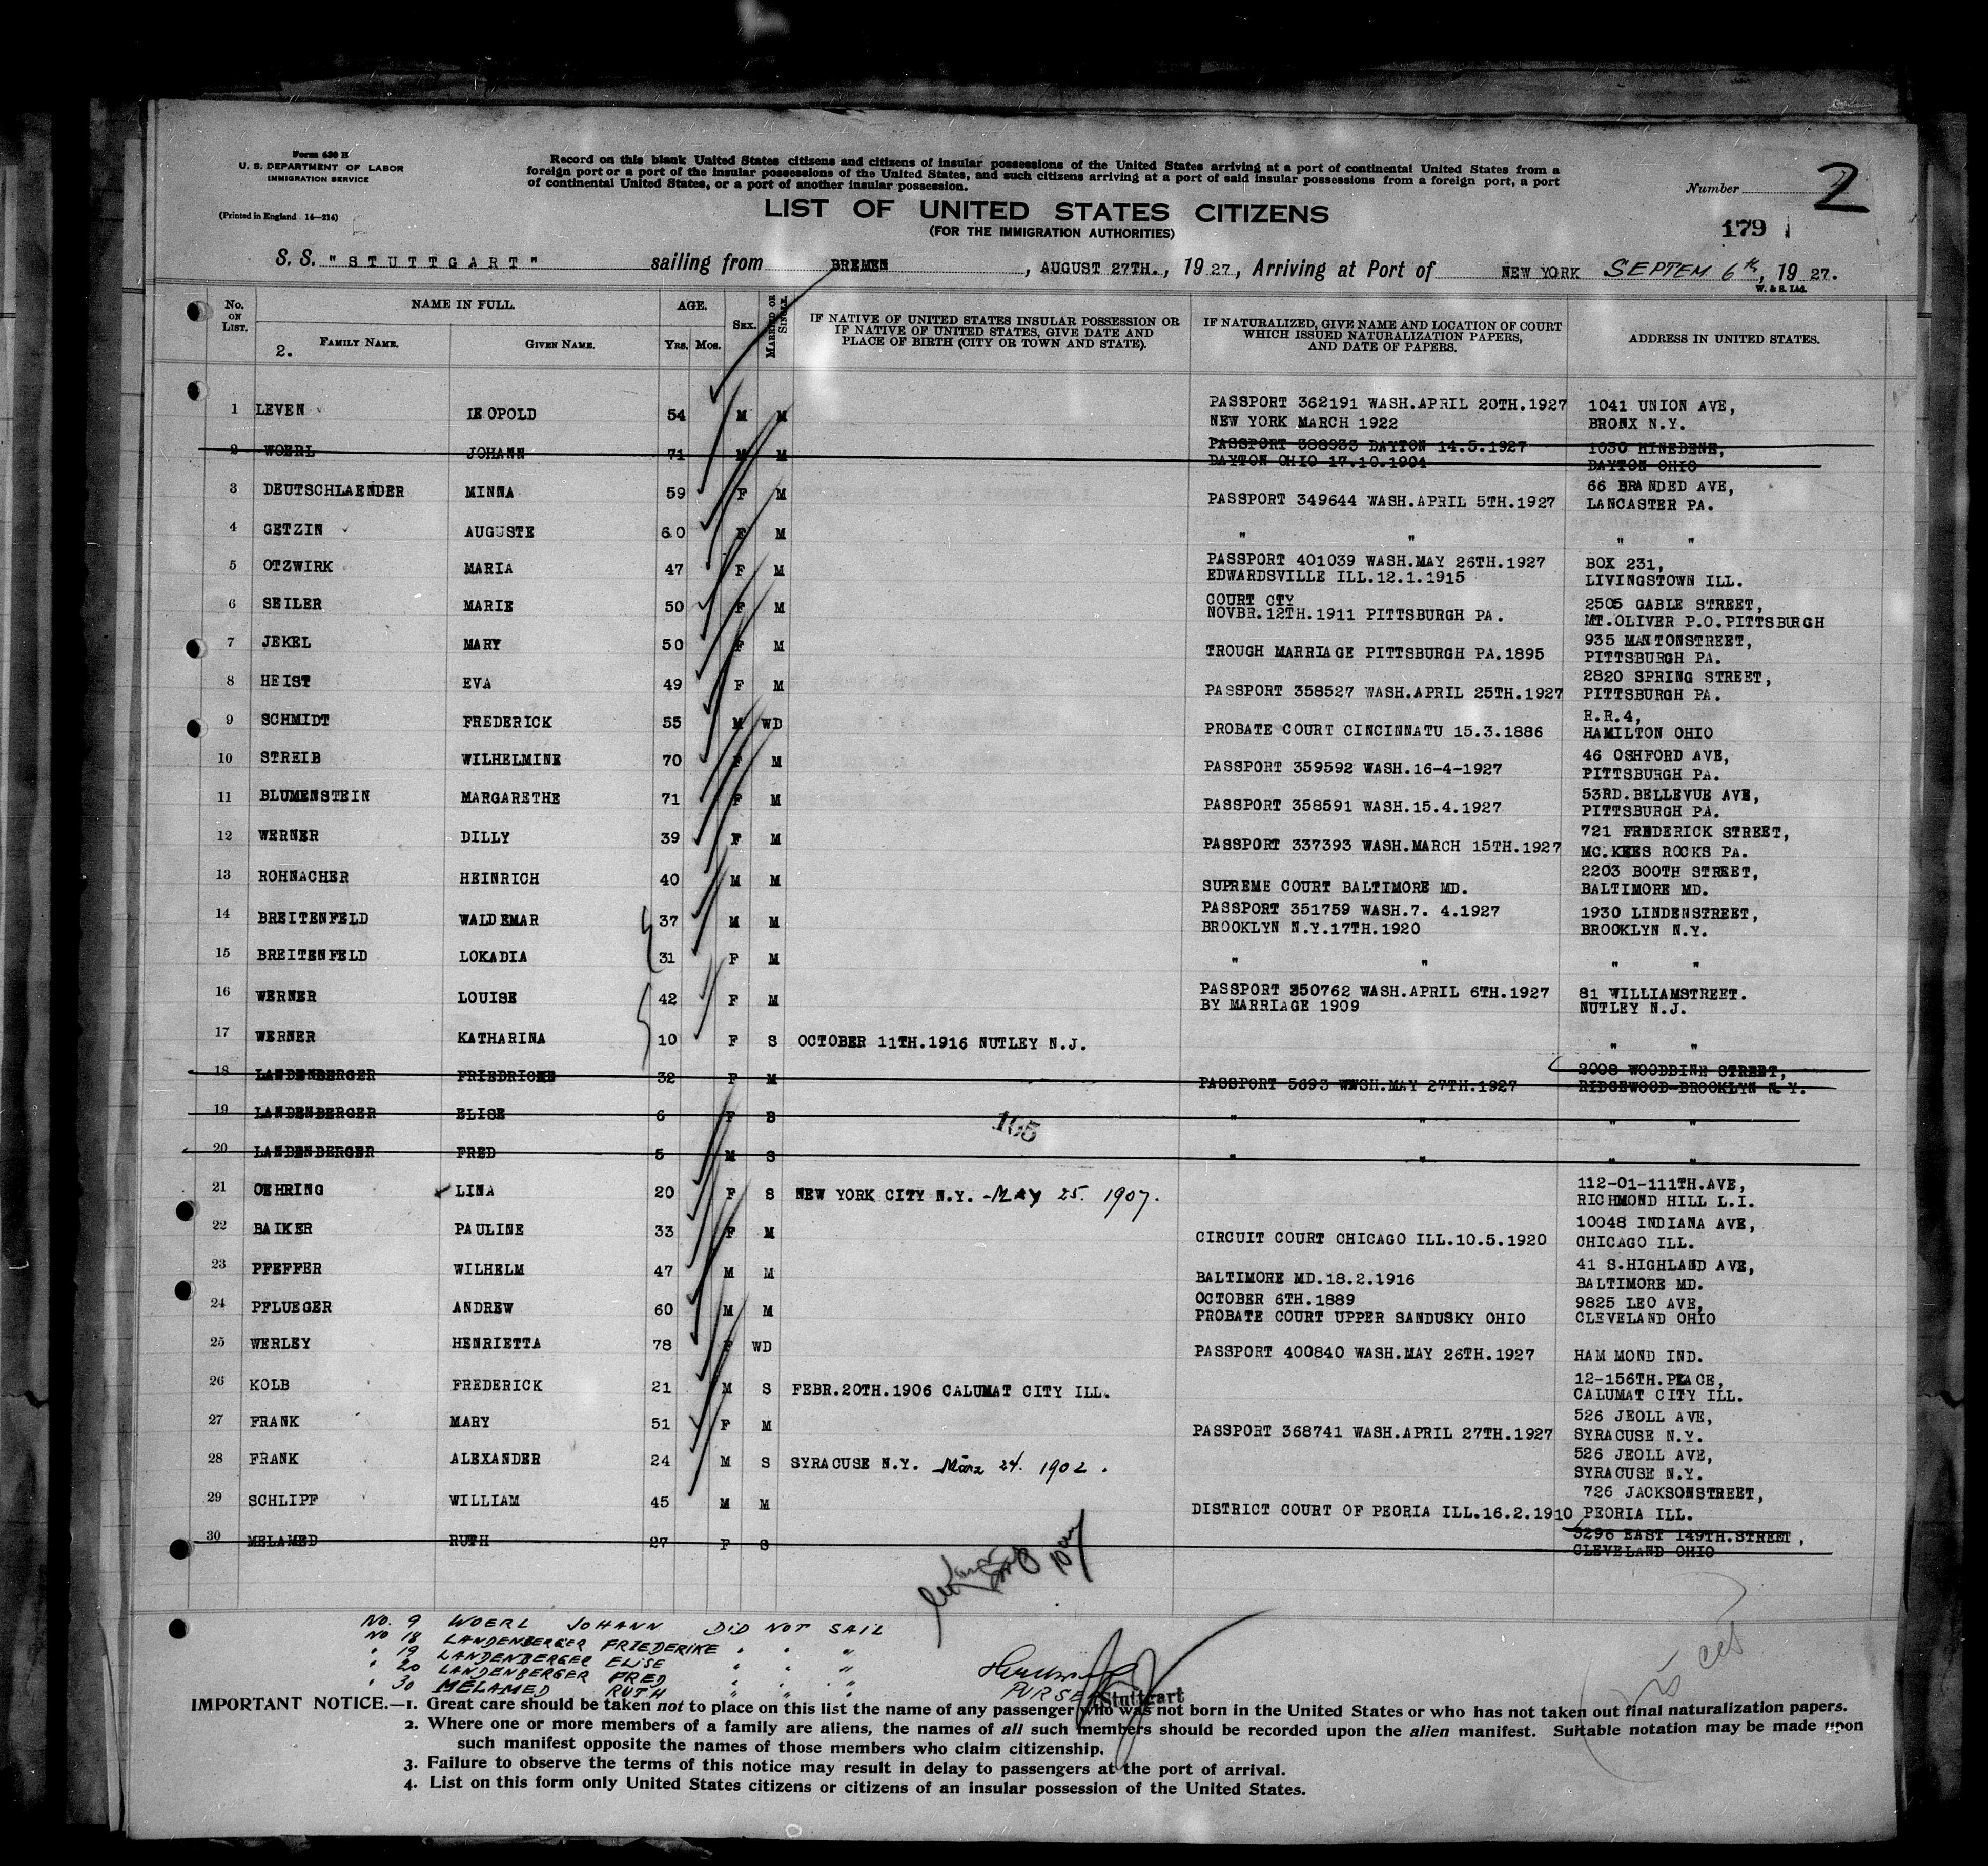 Form 630 B
U. S. DEPARTMENT OF LABOR
IMMIGRATION SERVICE
(Printed in England 14—214)
Record on this blank United States citizens and citizens of insular possessions of the United States arriving at a port of continental United States from a
foreign port or a port of the insular possessions of the United States, and such citizens arriving at a port of said insular possessions from a foreign port, a port
of continental United States, or a port of another insular possession.
Number 2
LIST OF UNITED STATES CITIZENS
(FOR THE IMMIGRATION AUTHORITIES)
179
S. S. "STUTTGART" sailing from BREMEN, AUGUST 27TH., 1927, Arriving at Port of NEW YORK SEPTEM 6th, 1927.
W. & S. Ltd.
No. ON LIST. NAME IN FULL. AGE. SEX. MARRIED OR SINGLE. IF NATIVE OF UNITED STATES INSULAR POSSESSION OR IF NATIVE OF UNITED STATES, GIVE DATE AND PLACE OF BIRTH (CITY OR TOWN AND STATE). IF NATURALIZED, GIVE NAME AND LOCATION OF COURT WHICH ISSUED NATURALIZATION PAPERS, AND DATE OF PAPERS. ADDRESS IN UNITED STATES.
2. FAMILY NAME. GIVEN NAME. YRS. MOS.
1 LEVEN LEOPOLD 54 M M PASSPORT 362191 WASH.APRIL 20TH.1927 1041 UNION AVE,
NEW YORK MARCH 1922 BRONX N.Y.
2 WOERL JOHANN 71 M M PASSPORT 388933 DAYTON 14.5.1927 1030 HINEBENE,
DAYTON OHIO 17.10.1904 DAYTON OHIO
3 DEUTSCHLAENDER MINNA 59 F M PASSPORT 349644 WASH.APRIL 5TH.1927 66 BRANDED AVE,
LANCASTER PA.
4 GETZIN AUGUSTE 60 F M " " " "
5 OTZWIRK MARIA 47 F M PASSPORT 401039 WASH.MAY 26TH.1927 BOX 231,
EDWARDSVILLE ILL.12.1.1915 LIVINGSTOWN ILL.
6 SEILER MARIE 50 F M COURT CTY 2505 GABLE STREET,
NOVBR.12TH.1911 PITTSBURGH PA. MT.OLIVER P.O.PITTSBURGH
7 JEKEL MARY 50 F M TROUGH MARRIAGE PITTSBURGH PA.1895 935 MANTONSTREET,
PITTSBURGH PA.
8 HEIST EVA 49 F M PASSPORT 358527 WASH.APRIL 25TH.1927 2820 SPRING STREET,
PITTSBURGH PA.
9 SCHMIDT FREDERICK 55 M WD PROBATE COURT CINCINNATU 15.3.1886 R.R.4,
HAMILTON OHIO
10 STREIB WILHELMINE 70 F M PASSPORT 359592 WASH.16-4-1927 46 OSHFORD AVE,
PITTSBURGH PA.
11 BLUMENSTEIN MARGARETHE 71 F M PASSPORT 358591 WASH.15.4.1927 53RD.BELLEVUE AVE,
PITTSBURGH PA.
12 WERNER DILLY 39 F M PASSPORT 337393 WASH.MARCH 15TH.1927 721 FREDERICK STREET,
MC.KEES ROCKS PA.
13 ROHNACHER HEINRICH 40 M M SUPREME COURT BALTIMORE MD. 2203 BOOTH STREET,
BALTIMORE MD.
14 BREITENFELD WALDEMAR 37 M M PASSPORT 351759 WASH.7. 4.1927 1930 LINDENSTREET,
BROOKLYN N.Y.17TH.1920 BROOKLYN N.Y.
15 BREITENFELD LOKADIA 31 F M " " " "
16 WERNER LOUISE 42 F M PASSPORT 350762 WASH.APRIL 6TH.1927 81 WILLIAMSTREET.
BY MARRIAGE 1909 NUTLEY N.J.
17 WERNER KATHARINA 10 F S OCTOBER 11TH.1916 NUTLEY N.J. " "
18 LANDENBERGER FRIEDRICKE 32 F M PASSPORT 5693 WASH.MAY 27TH.1927 2008 WOODBINE STREET,
RIDGEWOOD-BROOKLYN N.Y.
19 LANDENBERGER ELISE 6 F S " " " "
165
20 LANDENBERGER FRED 5 M S " " " "
21 OEHRING LINA 20 F S NEW YORK CITY N.Y. - MAY 25. 1907. 112-01-111TH.AVE,
RICHMOND HILL L.I.
22 BAIKER PAULINE 33 F M CIRCUIT COURT CHICAGO ILL.10.5.1920 10048 INDIANA AVE,
CHICAGO ILL.
23 PFEFFER WILHELM 47 M M BALTIMORE MD.18.2.1916 41 S.HIGHLAND AVE,
BALTIMORE MD.
24 PFLUEGER ANDREW 60 M M OCTOBER 6TH.1889 9825 LEO AVE,
PROBATE COURT UPPER SANDUSKY OHIO CLEVELAND OHIO
25 WERLEY HENRIETTA 78 F WD PASSPORT 400840 WASH.MAY 26TH.1927 HAMMOND IND.
26 KOLB FREDERICK 21 M S FEBR.20TH.1906 CALUMAT CITY ILL. 12-156TH.PLACE,
CALUMAT CITY ILL.
27 FRANK MARY 51 F M PASSPORT 368741 WASH.APRIL 27TH.1927 526 JEOLL AVE,
SYRACUSE N.Y.
28 FRANK ALEXANDER 24 M S SYRACUSE N.Y. März 24. 1902. 526 JEOLL AVE,
SYRACUSE N.Y.
29 SCHLIPF WILLIAM 45 M M DISTRICT COURT OF PEORIA ILL.16.2.1910 726 JACKSONSTREET,
PEORIA ILL.
30 MELAMED RUTH 27 F S 3296 EAST 149TH.STREET,
CLEVELAND OHIO
No. 9 WOERL JOHANN DID NOT SAIL
No 18 LANDENBERGER FRIEDERIKE " " "
" 19 LANDENBERGER ELISE " " "
" 20 LANDENBERGER FRED " " "
" 30 MELAMED RUTH " " "
PURSER
Stuttgart
IMPORTANT NOTICE.—1. Great care should be taken not to place on this list the name of any passenger who was not born in the United States or who has not taken out final naturalization papers.
2. Where one or more members of a family are aliens, the names of all such members should be recorded upon the alien manifest. Suitable notation may be made upon
such manifest opposite the names of those members who claim citizenship.
3. Failure to observe the terms of this notice may result in delay to passengers at the port of arrival.
4. List on this form only United States citizens or citizens of an insular possession of the United States.